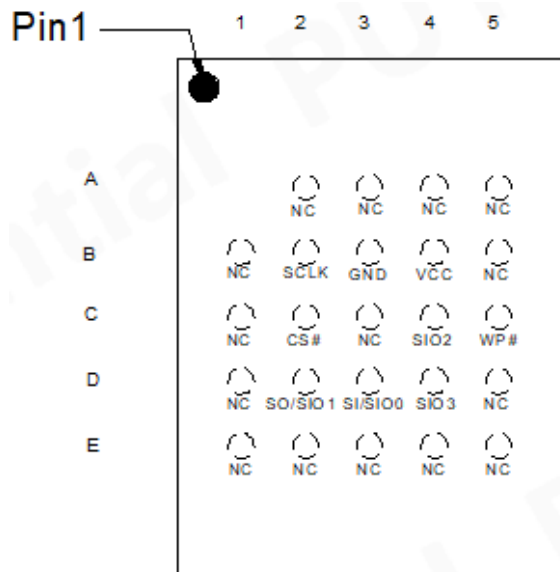 Pin1
1 2 3 4 5
A
NC NC NC NC
B
NC SCLK GND VCC NC
C
NC CS# NC SIO2 WP#
D
NC SO/SIO1 SI/SIO0 SIO3 NC
E
NC NC NC NC NC